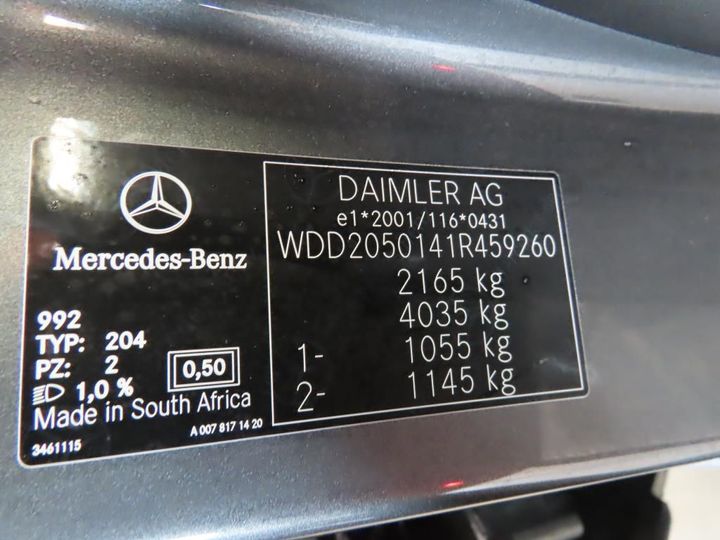 Mercedes-Benz
992
TYP: 204
PZ: 2
1,0 %
0,50
Made in South Africa
3461115
A 007 817 14 20
DAIMLER AG
e1*2001/116*0431
WDD2050141R459260
2165 kg
4035 kg
1- 1055 kg
2- 1145 kg